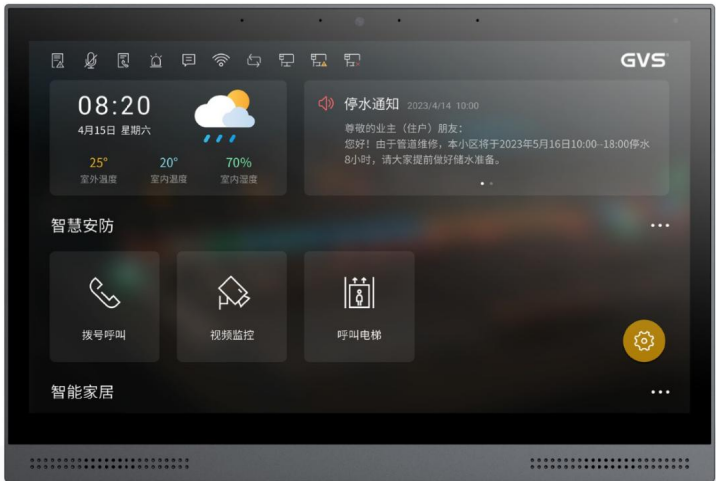 GVS
08:20
4月15日 星期六
25° 20° 70%
室外温度 室内温度 室内湿度
停水通知 2023/4/14 10:00
尊敬的业主（住户）朋友：
您好！由于管道维修，本小区将于2023年5月16日10:00–18:00停水
8小时，请大家提前做好储水准备。
智慧安防
拨号呼叫 视频监控 呼叫电梯
智能家居